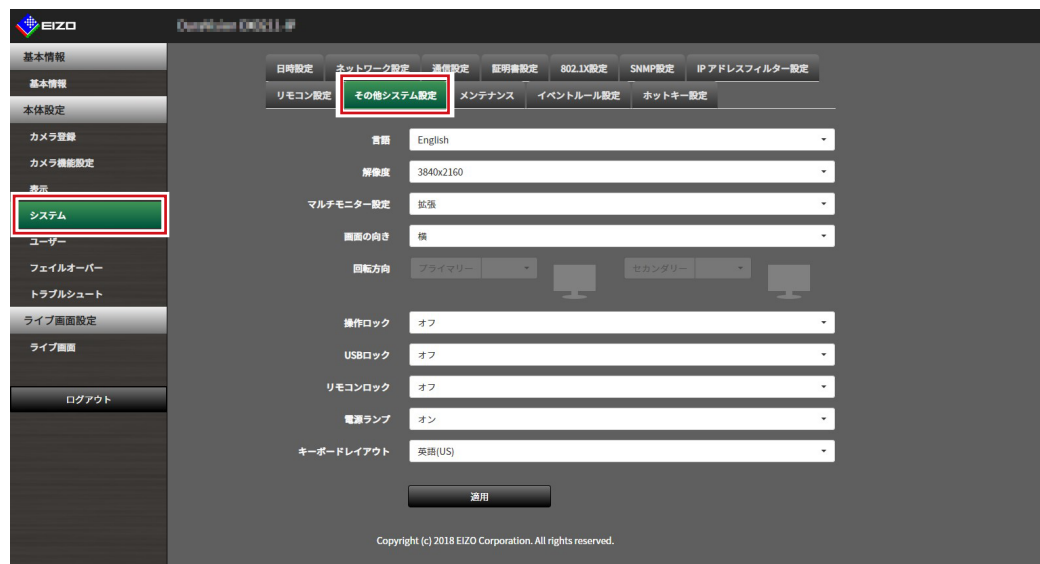 EIZO
基本情報
基本情報
本体設定
カメラ登録
カメラ機能設定
表示
システム
ユーザー
フェイルオーバー
トラブルシュート
ライブ画面設定
ライブ画面
ログアウト
日時設定 ネットワーク設定 通信設定 証明書設定 802.1X設定 SNMP設定 IP アドレスフィルター設定
リモコン設定 その他システム設定 メンテナンス イベントルール設定 ホットキー設定
言語 English
解像度 3840x2160
マルチモニター設定 拡張
画面の向き 横
回転方向 プライマリー セカンダリー
操作ロック オフ
USBロック オフ
リモコンロック オフ
電源ランプ オン
キーボードレイアウト 英語(US)
適用
Copyright (c) 2018 EIZO Corporation. All rights reserved.